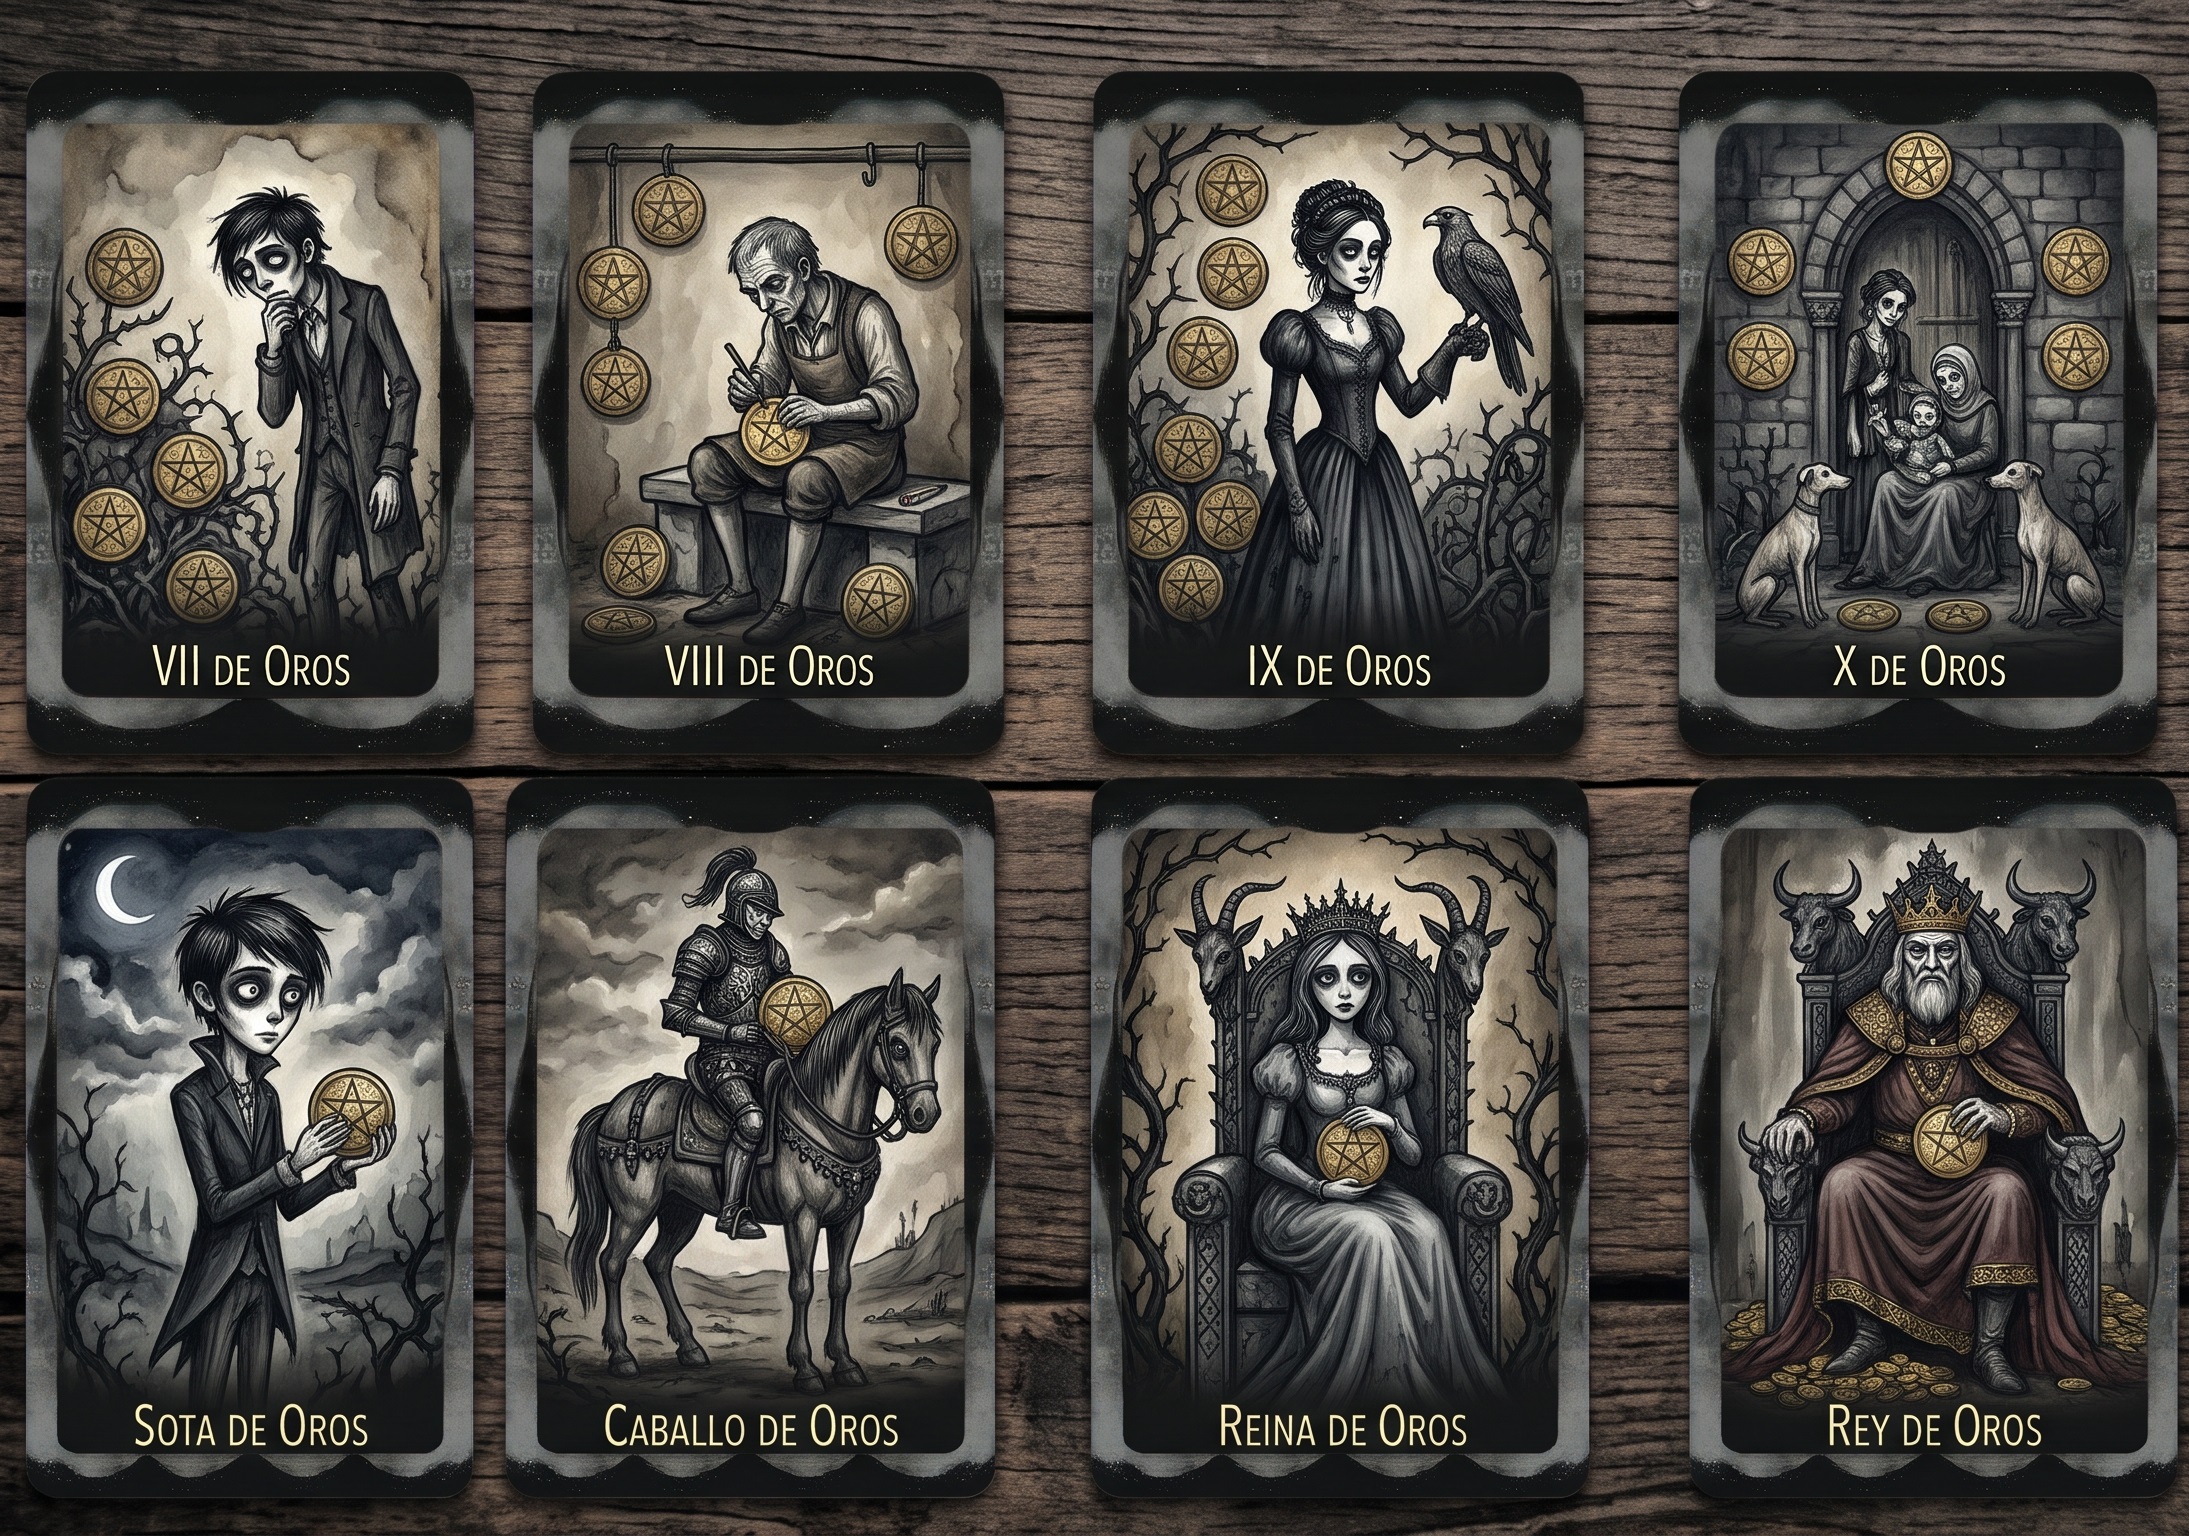 VII de Oros
VIII de Oros
IX de Oros
X de Oros
Sota de Oros
Caballo de Oros
Reina de Oros
Rey de Oros